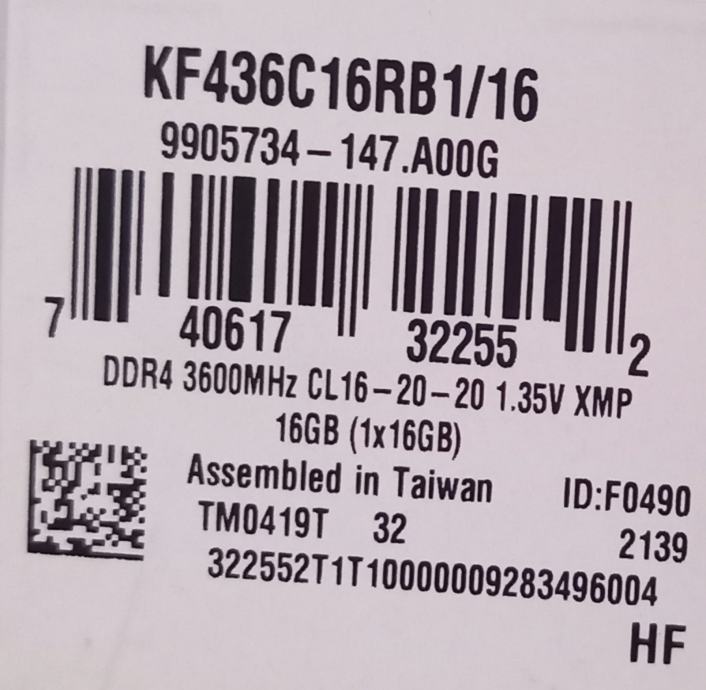 KF436C16RB1/16
9905734-147.A00G
7 40617 32255 2
DDR4 3600MHz CL16-20-20 1.35V XMP
16GB (1x16GB)
Assembled in Taiwan ID:F0490
TM0419T 32 2139
322552T1T10000009283496004
HF